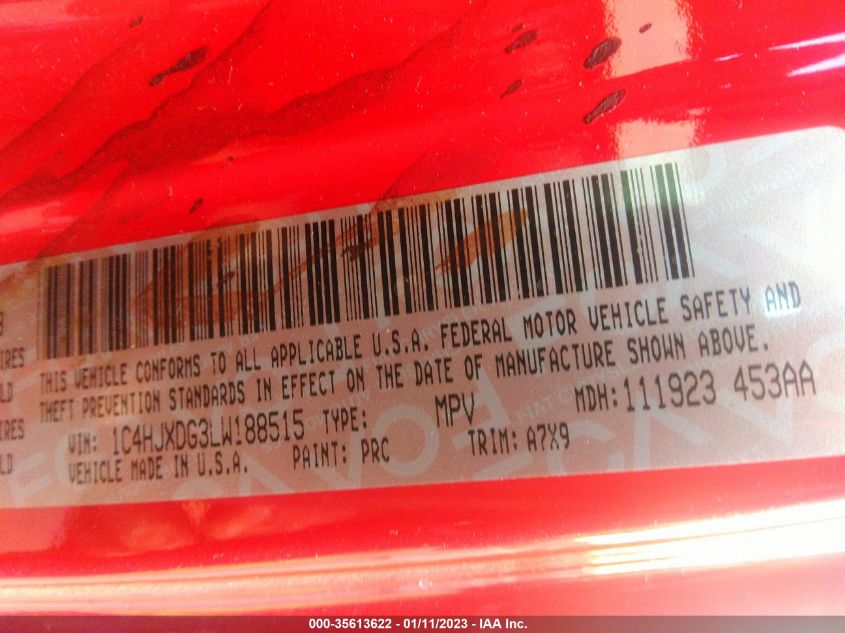 THIS VEHICLE CONFORMS TO ALL APPLICABLE U.S.A. FEDERAL MOTOR VEHICLE SAFETY AND
THEFT PREVENTION STANDARDS IN EFFECT ON THE DATE OF MANUFACTURE SHOWN ABOVE.
VIN: 1C4HJXDG3LW188515 TYPE: MPV MDH: 111923 453AA
VEHICLE MADE IN U.S.A. PAINT: PRC TRIM: A7X9
000-35613622 - 01/11/2023 - IAA Inc.